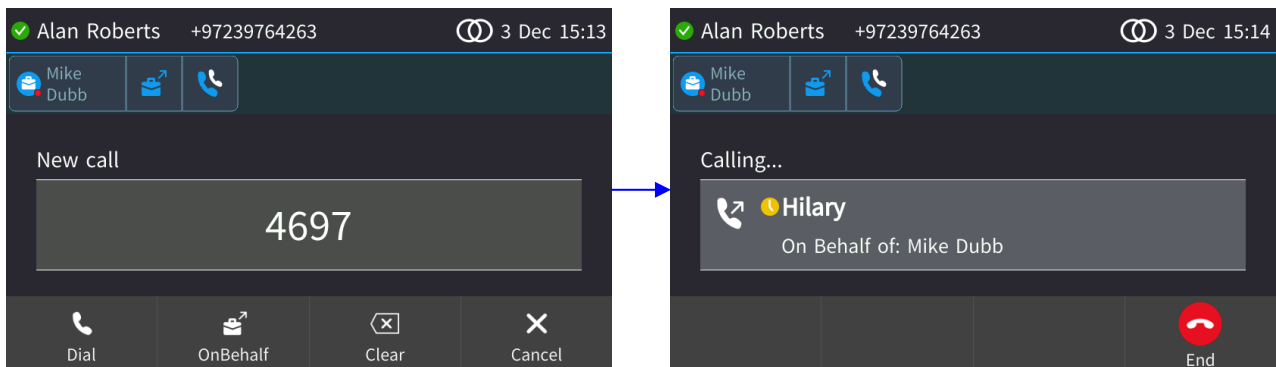 Alan Roberts +97239764263 3 Dec 15:13
Mike
Dubb
New call
4697
Dial OnBehalf Clear Cancel
Alan Roberts +97239764263 3 Dec 15:14
Mike
Dubb
Calling...
Hilary
On Behalf of: Mike Dubb
End